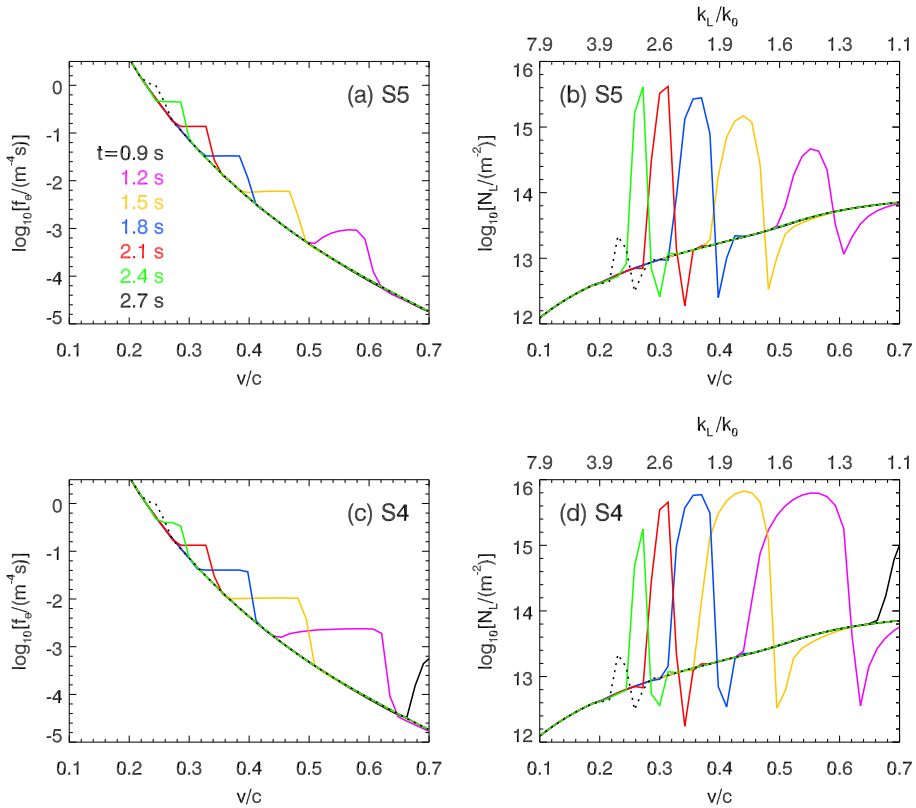 (a) S5
t=0.9 s
1.2 s
1.5 s
1.8 s
2.1 s
2.4 s
2.7 s
0
-1
-2
-3
-4
-5
log₁₀[fₑ/(m⁻⁴s)]
0.1 0.2 0.3 0.4 0.5 0.6 0.7
v/c
k_L/k_θ
7.9 3.9 2.6 1.9 1.6 1.3 1.1
(b) S5
16
15
14
13
12
log₁₀[N_L/(m⁻²)]
0.1 0.2 0.3 0.4 0.5 0.6 0.7
v/c
(c) S4
0
-1
-2
-3
-4
-5
log₁₀[fₑ/(m⁻⁴s)]
0.1 0.2 0.3 0.4 0.5 0.6 0.7
v/c
k_L/k_θ
7.9 3.9 2.6 1.9 1.6 1.3 1.1
(d) S4
16
15
14
13
12
log₁₀[N_L/(m⁻²)]
0.1 0.2 0.3 0.4 0.5 0.6 0.7
v/c